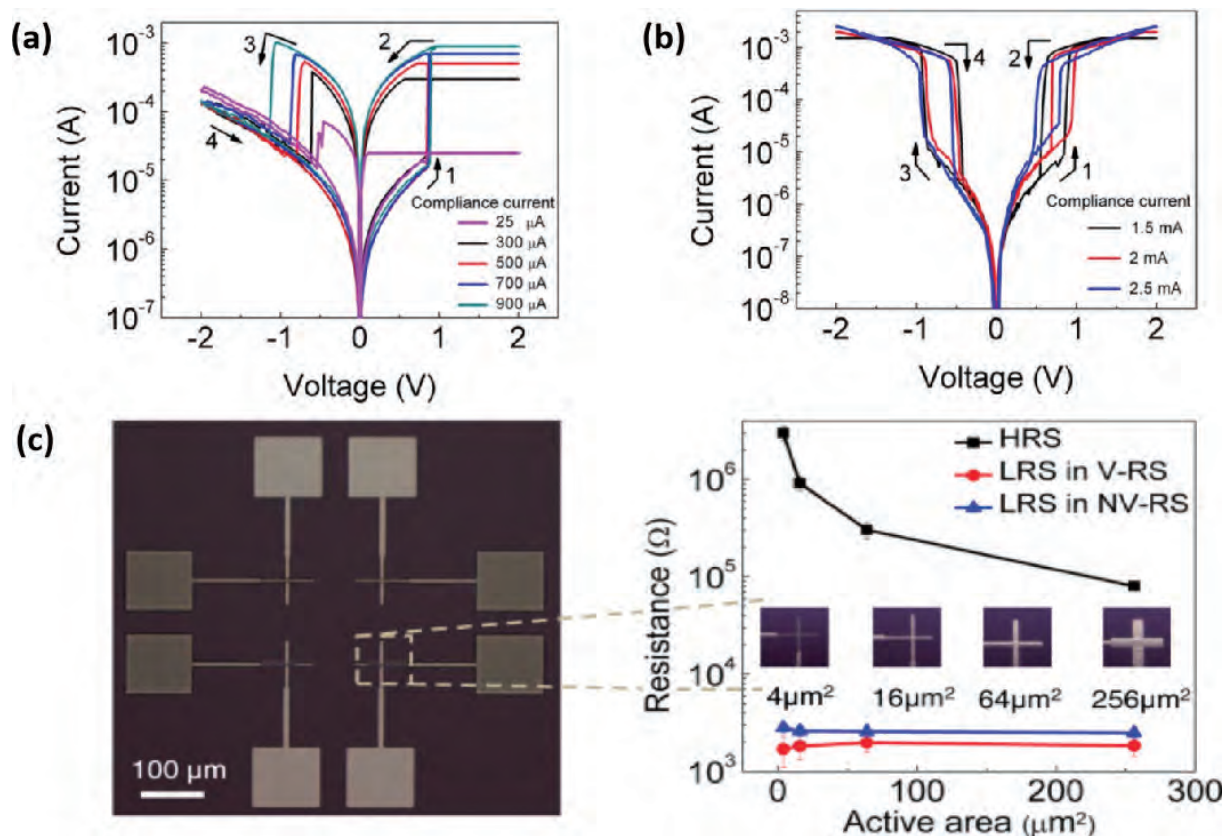 (a)
10⁻³
10⁻⁴
10⁻⁵
10⁻⁶
10⁻⁷
Current (A)
3
2
4
1
Compliance current
25 μA
300 μA
500 μA
700 μA
900 μA
-2 -1 0 1 2
Voltage (V)
(b)
10⁻³
10⁻⁴
10⁻⁵
10⁻⁶
10⁻⁷
10⁻⁸
Current (A)
4
2
3
1
Compliance current
1.5 mA
2 mA
2.5 mA
-2 -1 0 1 2
Voltage (V)
(c)
100 μm
Resistance (Ω)
10⁶
10⁵
10⁴
10³
HRS
LRS in V-RS
LRS in NV-RS
4μm² 16μm² 64μm² 256μm²
0 100 200 300
Active area (μm²)